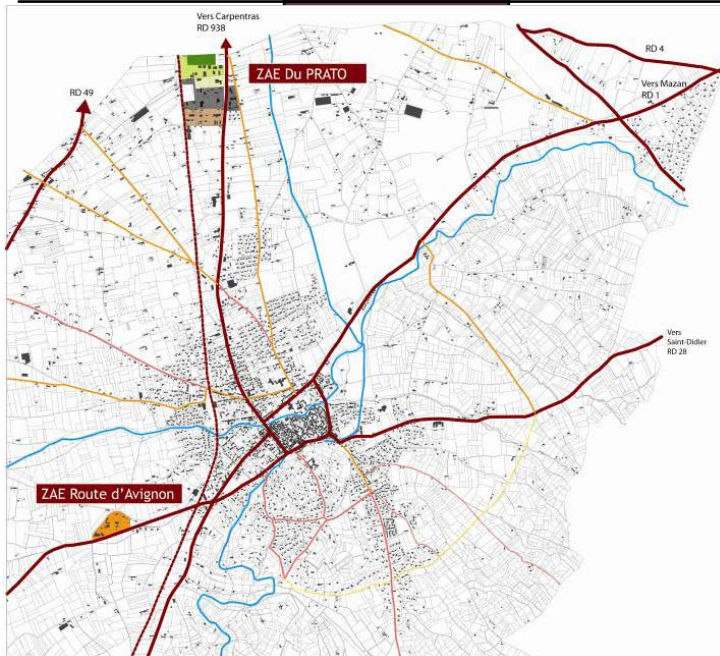 Vers Carpentras
RD 938
ZAE Du PRATO
RD 4
Vers Mazan
RD 1
RD 49
Vers
Saint-Didier
RD 28
ZAE Route d'Avignon